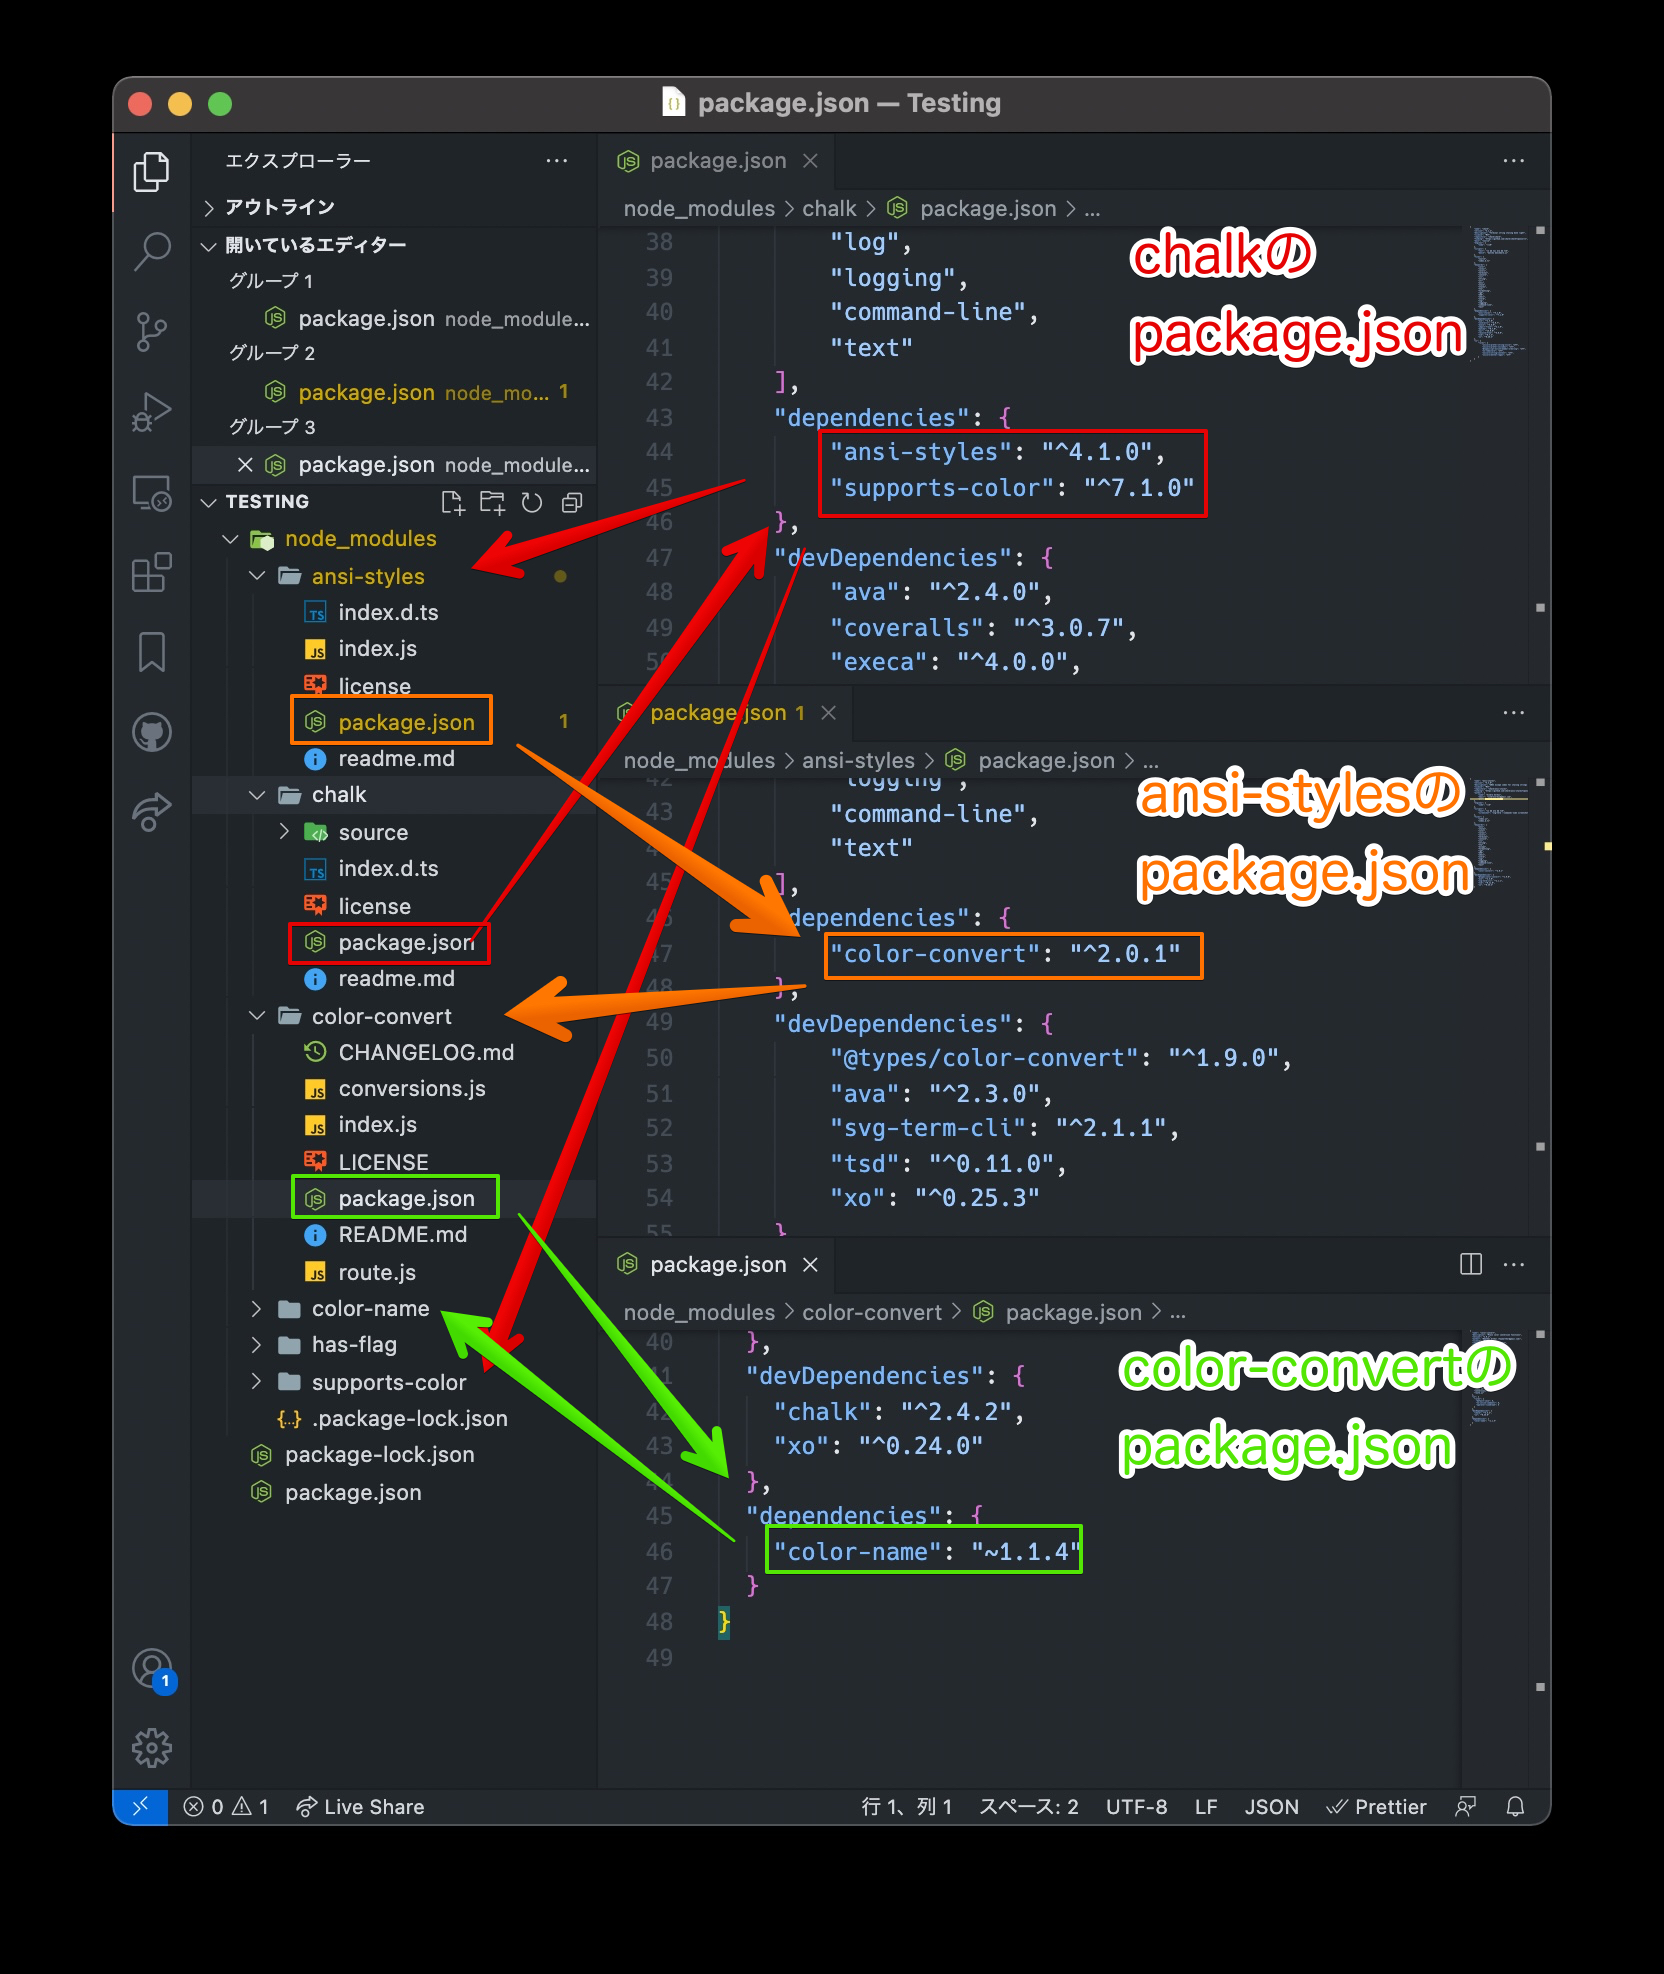 package.json — Testing
エクスプローラー
アウトライン
開いているエディター
グループ 1
package.json node_module...
グループ 2
package.json node_mo... 1
グループ 3
package.json node_module...
TESTING
node_modules
ansi-styles
index.d.ts
index.js
license
package.json 1
readme.md
chalk
source
index.d.ts
license
package.json
readme.md
color-convert
CHANGELOG.md
conversions.js
index.js
LICENSE
package.json
README.md
route.js
color-name
has-flag
supports-color
.package-lock.json
package-lock.json
package.json
package.json
node_modules > chalk > package.json > ...
chalkの
package.json
38 "log",
39 "logging",
40 "command-line",
41 "text"
42 ],
43 "dependencies": {
44 "ansi-styles": "^4.1.0",
45 "supports-color": "^7.1.0"
46 },
47 "devDependencies": {
48 "ava": "^2.4.0",
49 "coveralls": "^3.0.7",
50 "execa": "^4.0.0",
package.json 1
node_modules > ansi-styles > package.json > ...
ansi-stylesの
package.json
42 "logging",
43 "command-line",
"text"
45 ],
46 "dependencies": {
47 "color-convert": "^2.0.1"
48 },
49 "devDependencies": {
50 "@types/color-convert": "^1.9.0",
51 "ava": "^2.3.0",
52 "svg-term-cli": "^2.1.1",
53 "tsd": "^0.11.0",
54 "xo": "^0.25.3"
55 }
package.json
node_modules > color-convert > package.json > ...
color-convertの
package.json
40 },
41 "devDependencies": {
42 "chalk": "^2.4.2",
43 "xo": "^0.24.0"
44 },
45 "dependencies": {
46 "color-name": "~1.1.4"
47 }
48 }
49
1
0 1 Live Share
行 1、列 1 スペース: 2 UTF-8 LF JSON Prettier